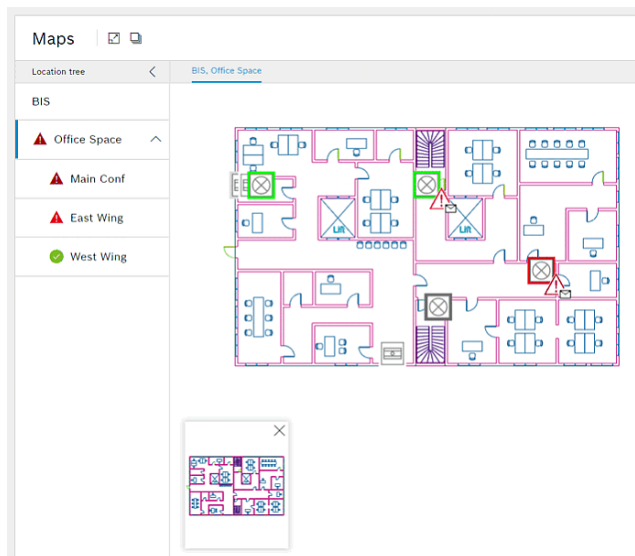 Maps
Location tree
BIS, Office Space
BIS
Office Space
Main Conf
East Wing
West Wing
Lift
Lift